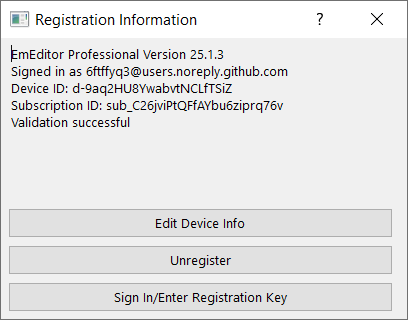 Registration Information
?
EmEditor Professional Version 25.1.3
Signed in as 6ftffyq3@users.noreply.github.com
Device ID: d-9aq2HU8YwabvtNCLfTSiZ
Subscription ID: sub_C26jviPtQFfAYbu6ziprq76v
Validation successful
Edit Device Info
Unregister
Sign In/Enter Registration Key